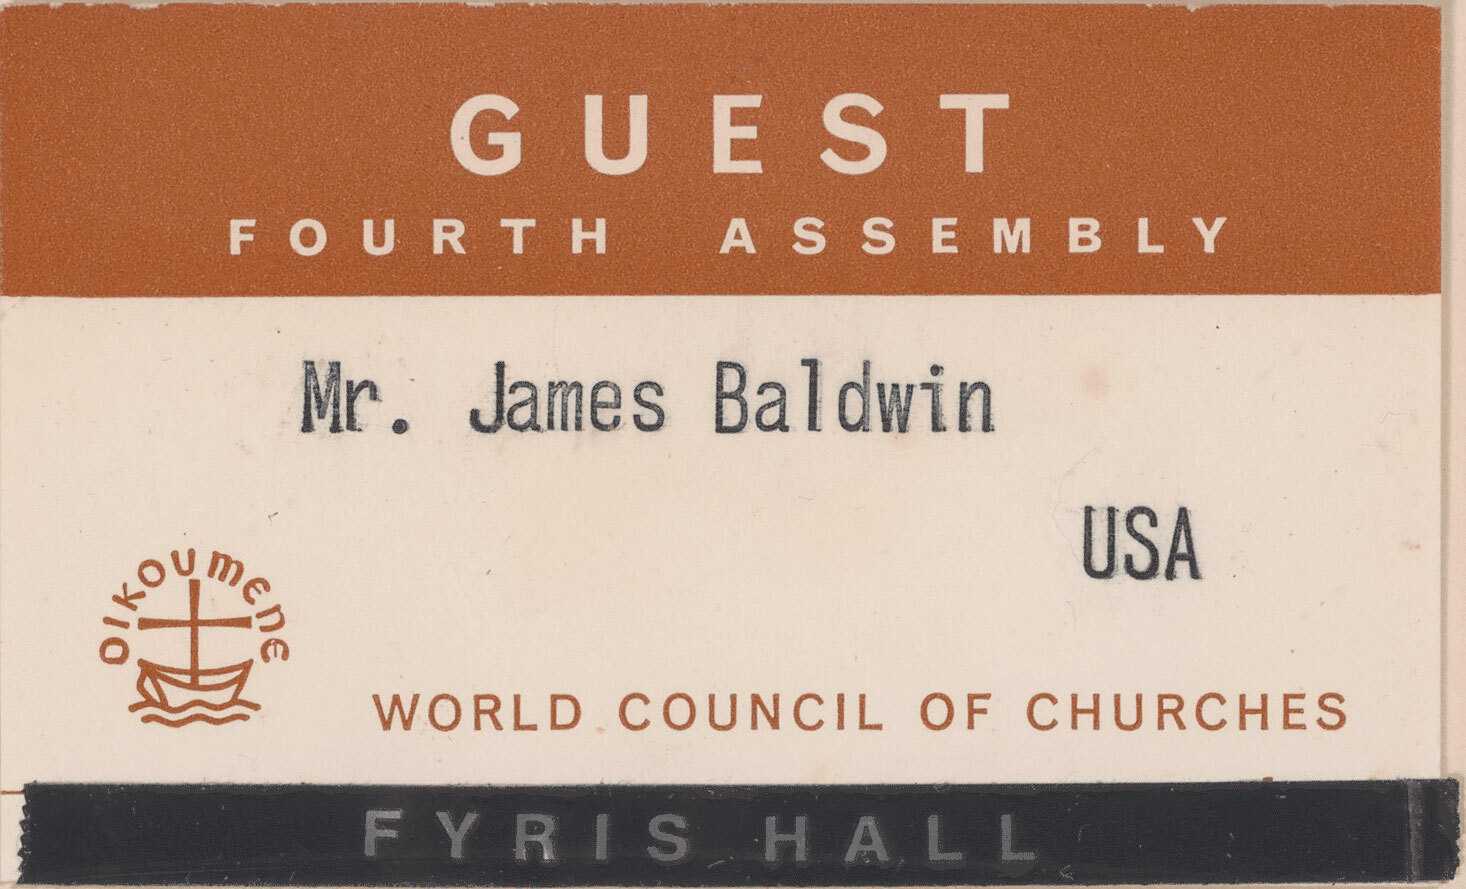 GUEST
FOURTH ASSEMBLY
Mr. James Baldwin
USA
OIKOUMENE
WORLD COUNCIL OF CHURCHES
FYRIS HALL